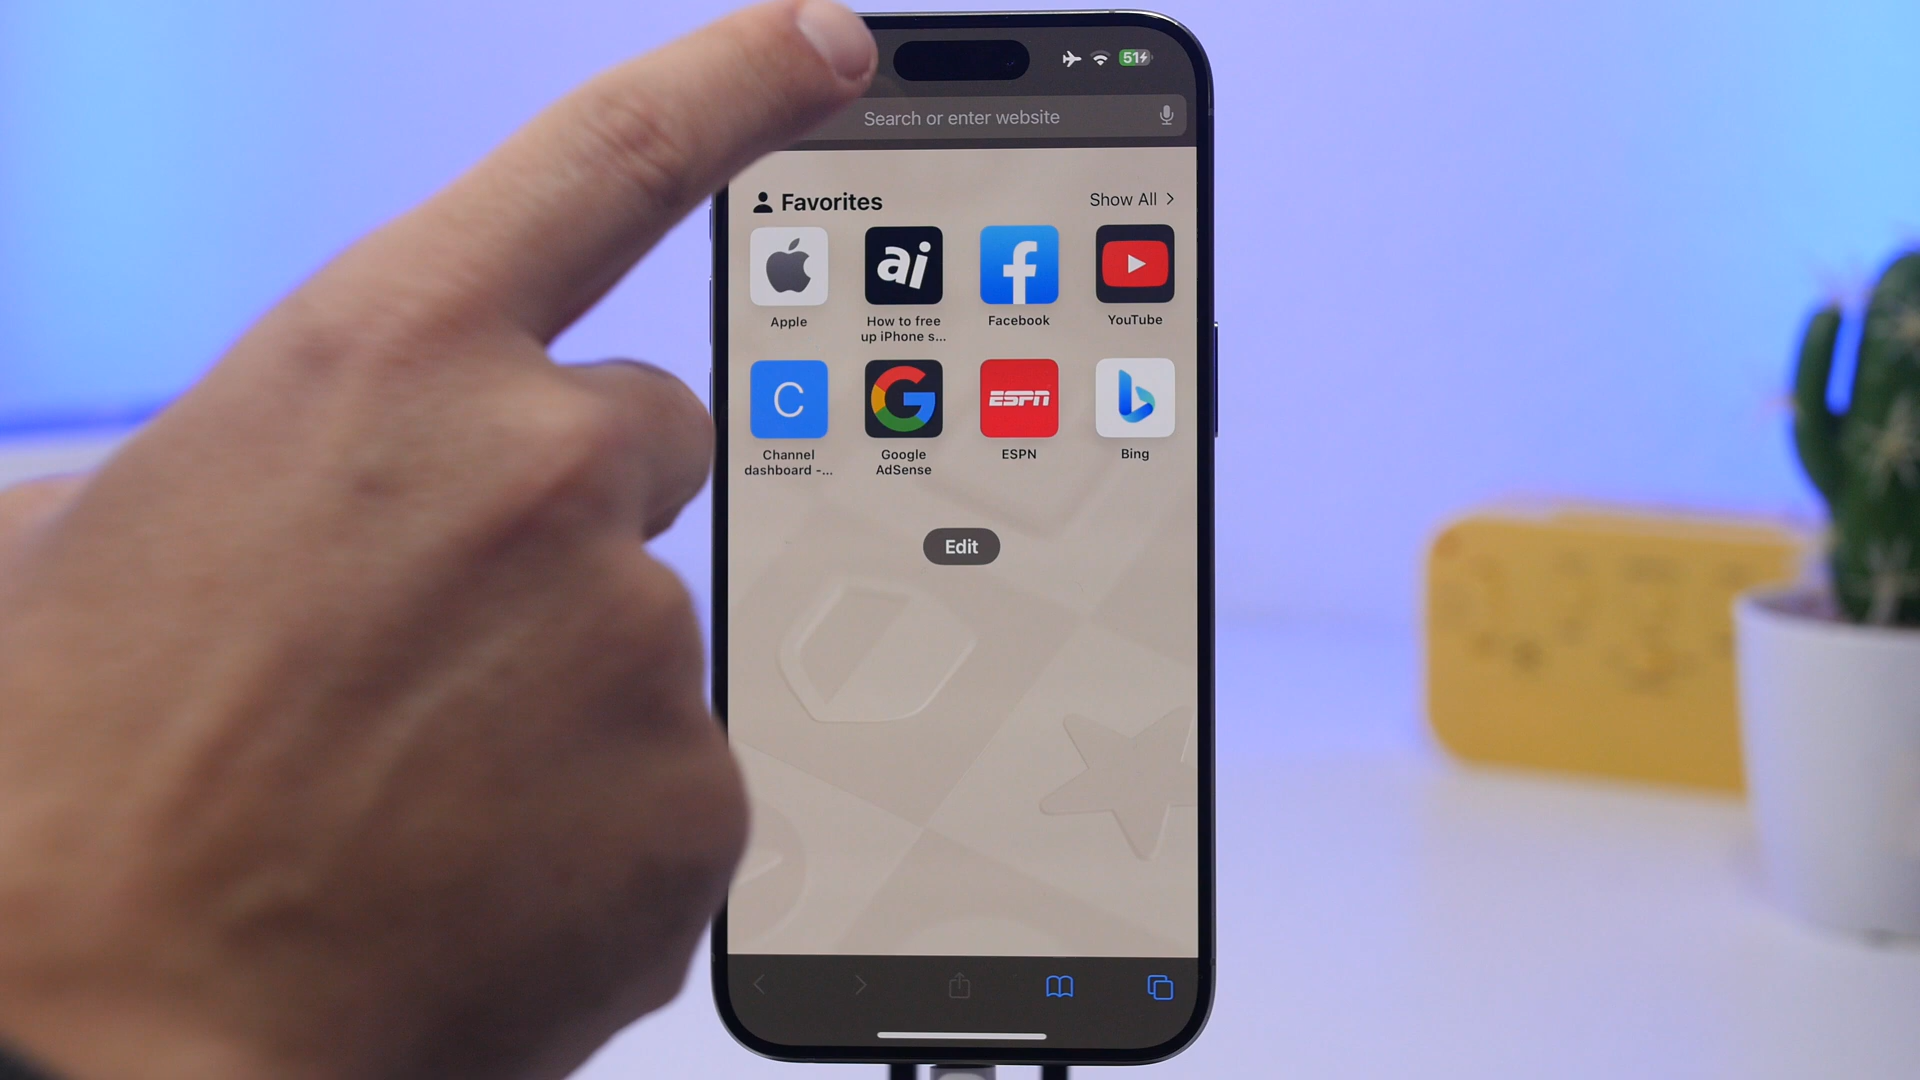 51
Search or enter website
Favorites
Show All >
ai
Apple
How to free
up iPhone s...
Facebook
YouTube
C
G
ESPN
b
Channel
dashboard -...
Google
AdSense
ESPN
Bing
Edit